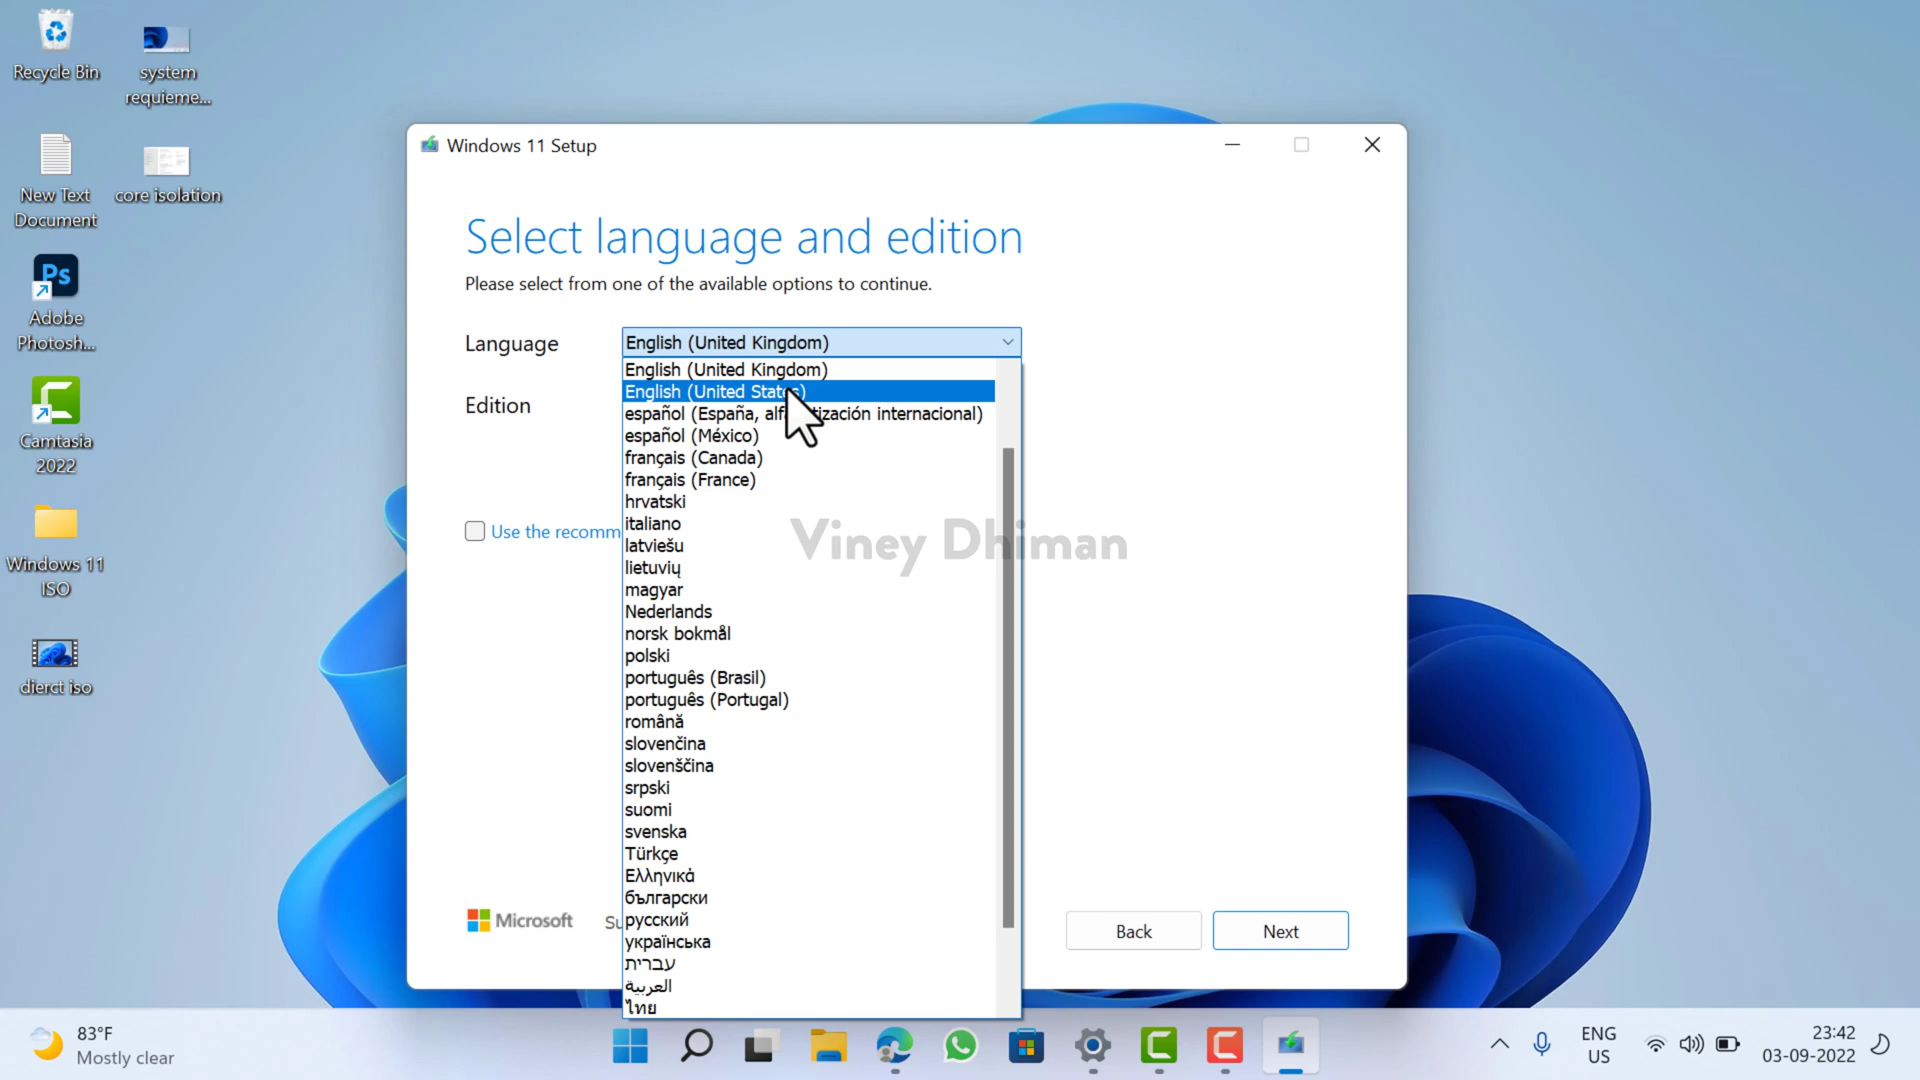 Recycle Bin
system
requieme...
New Text
Document
core isolation
Ps
Adobe
Photosh...
Camtasia
2022
Windows 11
ISO
dierct iso
Windows 11 Setup
Select language and edition
Please select from one of the available options to continue.
Language
English (United Kingdom)
Edition
English (United Kingdom)
English (United States)
español (España, alfabetización internacional)
español (México)
français (Canada)
français (France)
hrvatski
italiano
latviešu
lietuvių
magyar
Nederlands
norsk bokmål
polski
português (Brasil)
português (Portugal)
română
slovenčina
slovenščina
srpski
suomi
svenska
Türkçe
Ελληνικά
български
русский
українська
עברית
العربية
ไทย
Use the recomm
Viney Dhiman
Microsoft
Su
Back
Next
83°F
Mostly clear
ENG
US
23:42
03-09-2022